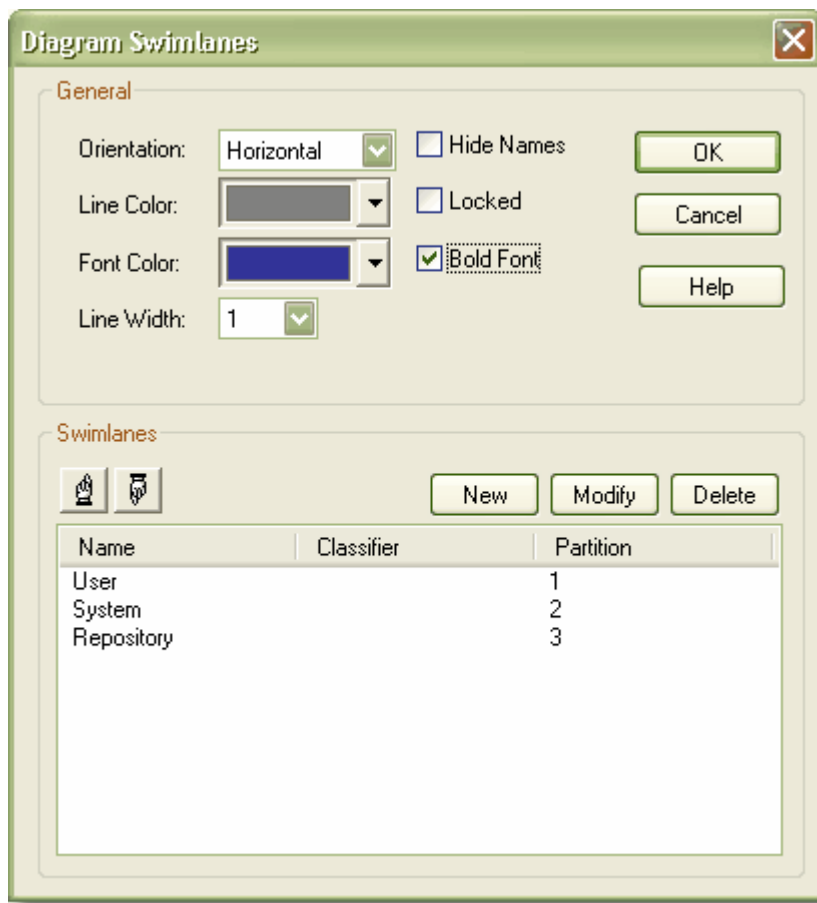 Diagram Swimlanes
General
Orientation: Horizontal Hide Names OK
Line Color: Locked Cancel
Font Color: Bold Font Help
Line Width: 1
Swimlanes
New Modify Delete
Name Classifier Partition
User 1
System 2
Repository 3